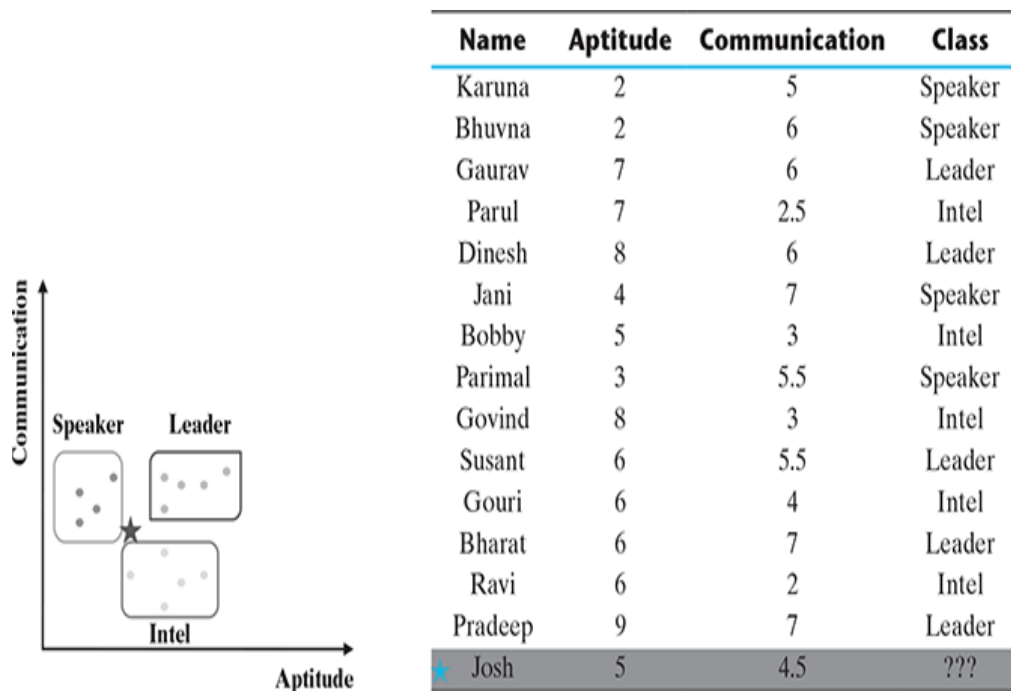 Communication
Speaker Leader
Intel
Aptitude
Name Aptitude Communication Class
Karuna 2 5 Speaker
Bhuvna 2 6 Speaker
Gaurav 7 6 Leader
Parul 7 2.5 Intel
Dinesh 8 6 Leader
Jani 4 7 Speaker
Bobby 5 3 Intel
Parimal 3 5.5 Speaker
Govind 8 3 Intel
Susant 6 5.5 Leader
Gouri 6 4 Intel
Bharat 6 7 Leader
Ravi 6 2 Intel
Pradeep 9 7 Leader
Josh 5 4.5 ???